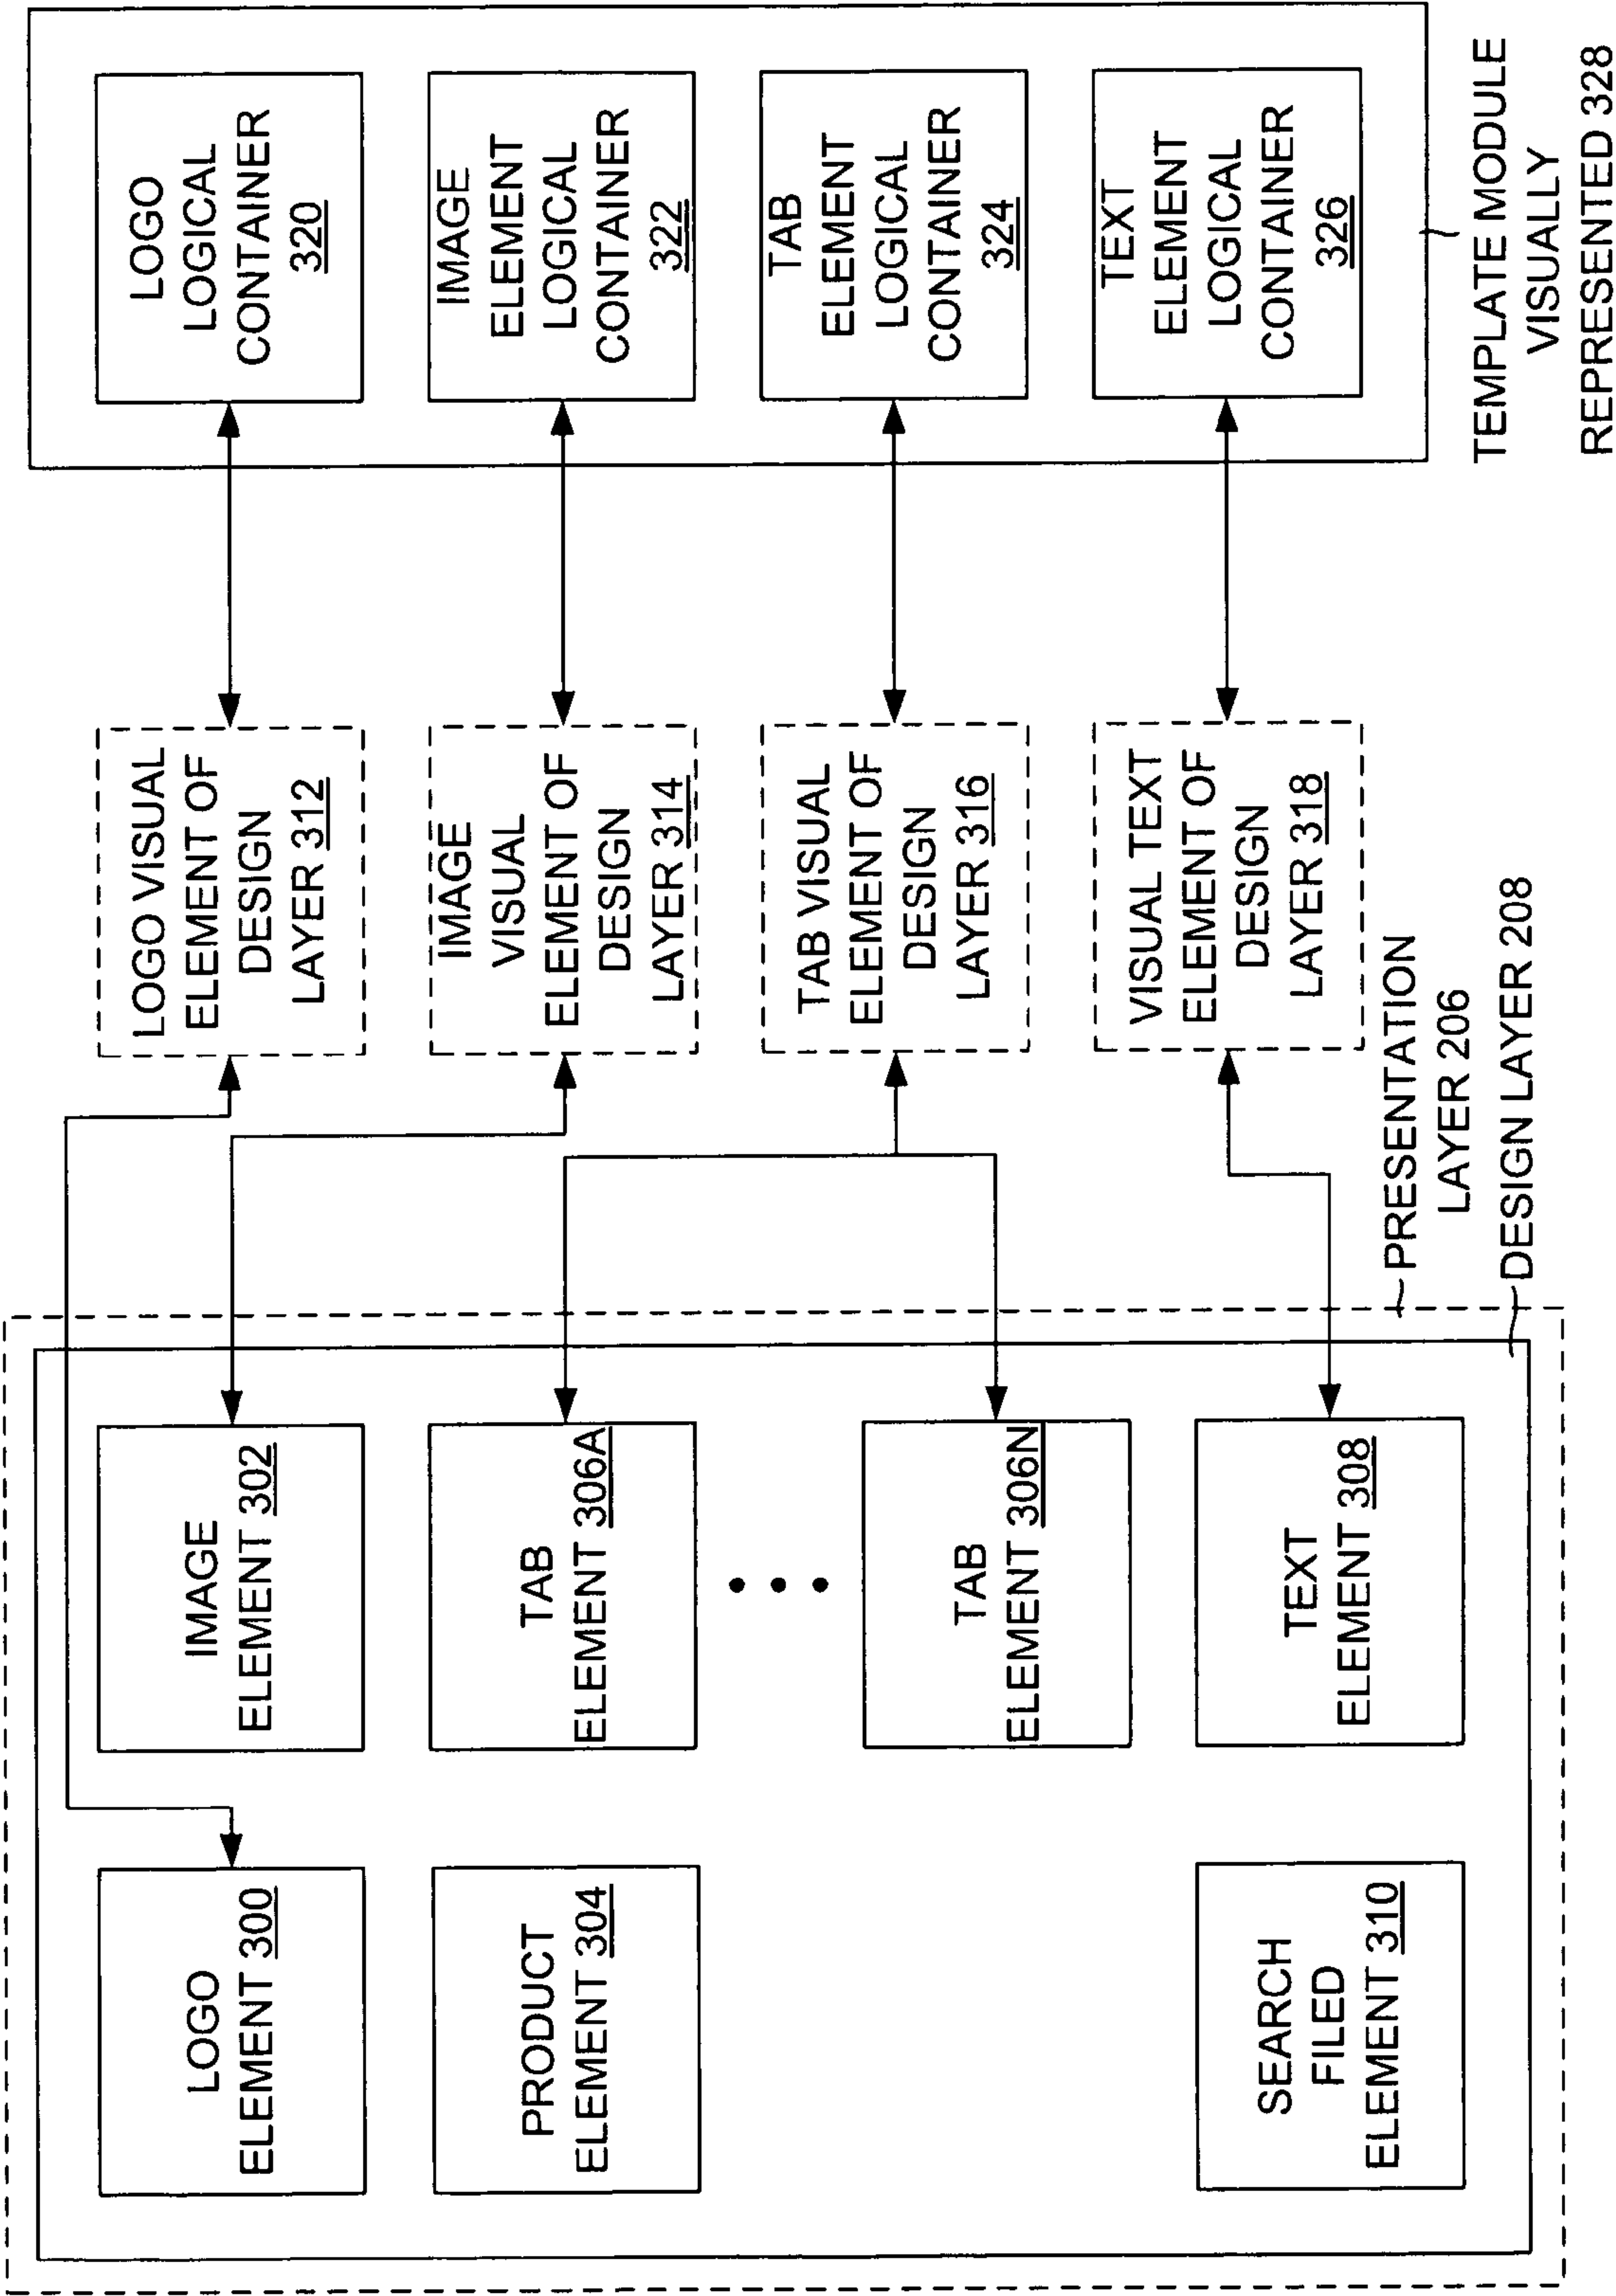 LOGO
ELEMENT 300
IMAGE
ELEMENT 302
PRODUCT
ELEMENT 304
TAB
ELEMENT 306A
TAB
ELEMENT 306N
SEARCH
FILED
ELEMENT 310
TEXT
ELEMENT 308
PRESENTATION
LAYER 206
DESIGN LAYER 208
LOGO VISUAL
ELEMENT OF
DESIGN
LAYER 312
IMAGE
VISUAL
ELEMENT OF
DESIGN
LAYER 314
TAB VISUAL
ELEMENT OF
DESIGN
LAYER 316
VISUAL TEXT
ELEMENT OF
DESIGN
LAYER 318
LOGO
LOGICAL
CONTAINER
320
IMAGE
ELEMENT
LOGICAL
CONTAINER
322
TAB
ELEMENT
LOGICAL
CONTAINER
324
TEXT
ELEMENT
LOGICAL
CONTAINER
326
TEMPLATE MODULE
VISUALLY
REPRESENTED 328